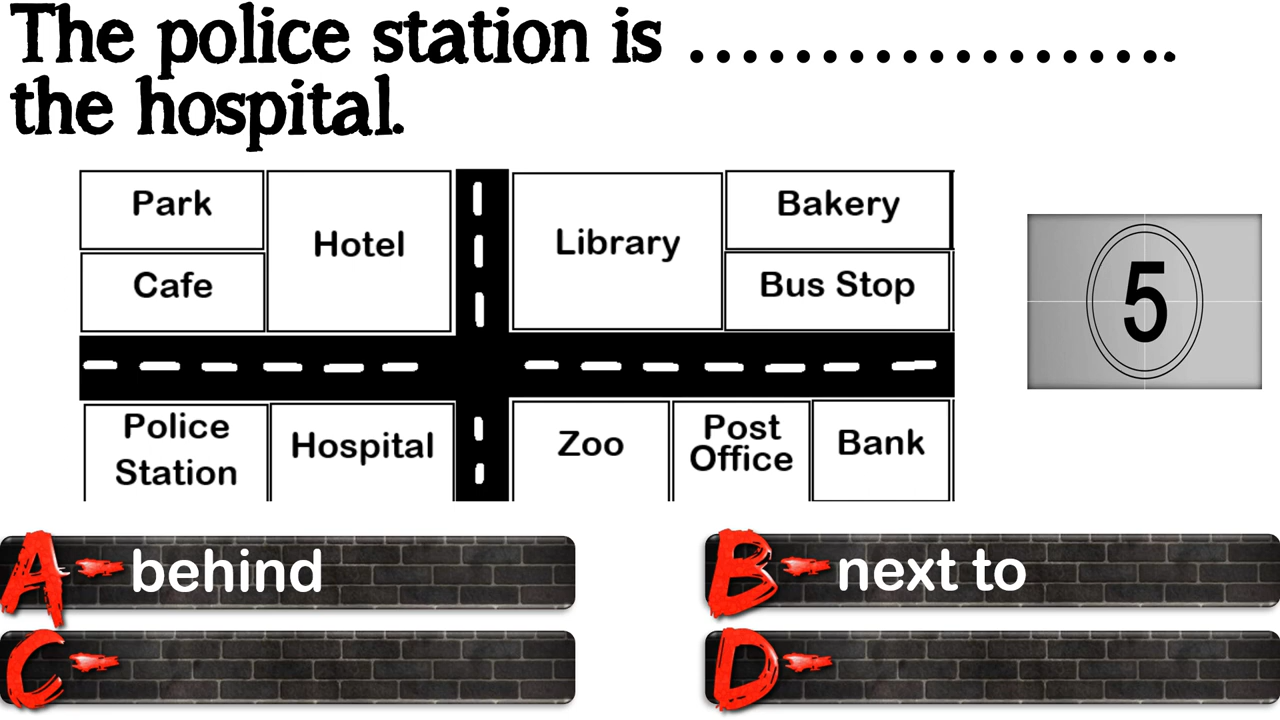 The police station is ...................
the hospital.
Park
Hotel
Library
Bakery
Cafe
Bus Stop
5
Police
Station
Hospital
Zoo
Post
Office
Bank
A- behind
B- next to
C-
D-